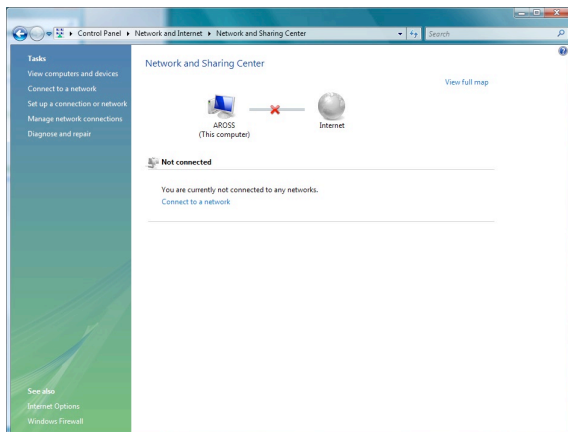 Control Panel ▸ Network and Internet ▸ Network and Sharing Center
Search
Tasks
View computers and devices
Connect to a network
Set up a connection or network
Manage network connections
Diagnose and repair
Network and Sharing Center
View full map
AROSS
(This computer)
Internet
Not connected
You are currently not connected to any networks.
Connect to a network
See also
Internet Options
Windows Firewall